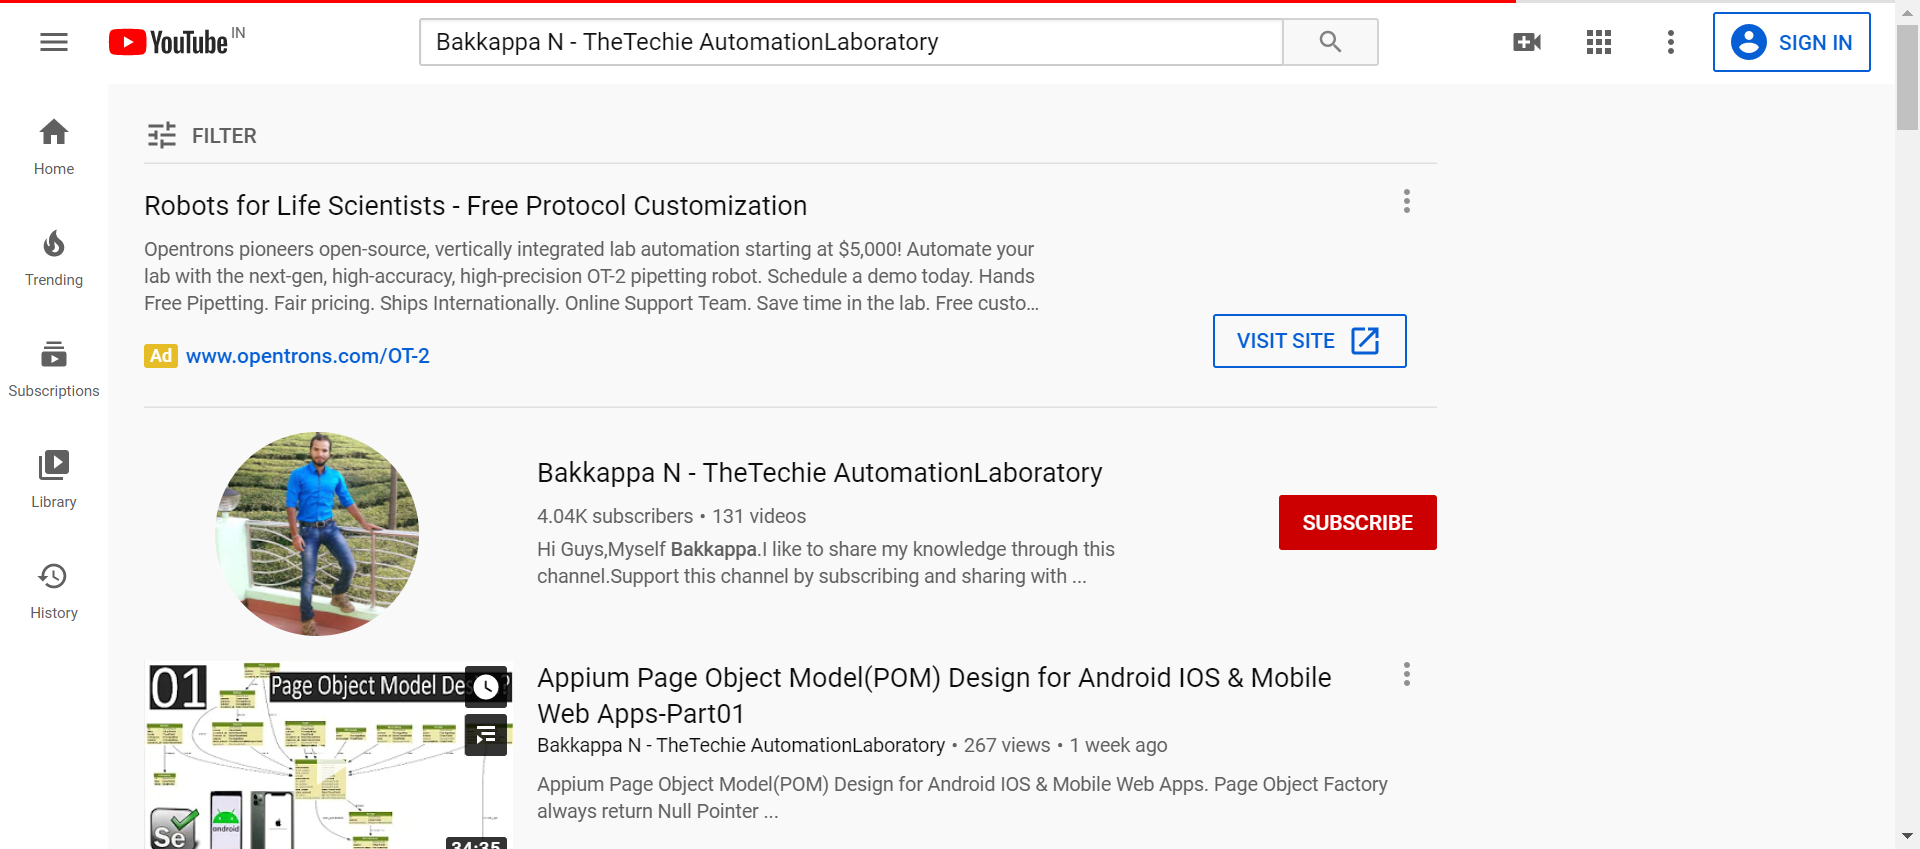 YouTube IN
Bakkappa N - TheTechie AutomationLaboratory
SIGN IN
Home
Trending
Subscriptions
Library
History
FILTER
Robots for Life Scientists - Free Protocol Customization
Opentrons pioneers open-source, vertically integrated lab automation starting at $5,000! Automate your
lab with the next-gen, high-accuracy, high-precision OT-2 pipetting robot. Schedule a demo today. Hands
Free Pipetting. Fair pricing. Ships Internationally. Online Support Team. Save time in the lab. Free custo...
Ad www.opentrons.com/OT-2
VISIT SITE
Bakkappa N - TheTechie AutomationLaboratory
4.04K subscribers • 131 videos
Hi Guys,Myself Bakkappa.I like to share my knowledge through this
channel.Support this channel by subscribing and sharing with ...
SUBSCRIBE
01
Page Object Model Des ?
Se
android
34:35
Appium Page Object Model(POM) Design for Android IOS & Mobile
Web Apps-Part01
Bakkappa N - TheTechie AutomationLaboratory • 267 views • 1 week ago
Appium Page Object Model(POM) Design for Android IOS & Mobile Web Apps. Page Object Factory
always return Null Pointer ...